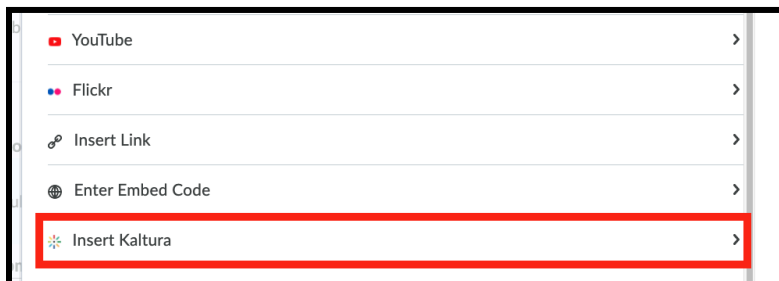 YouTube
Flickr
Insert Link
Enter Embed Code
Insert Kaltura